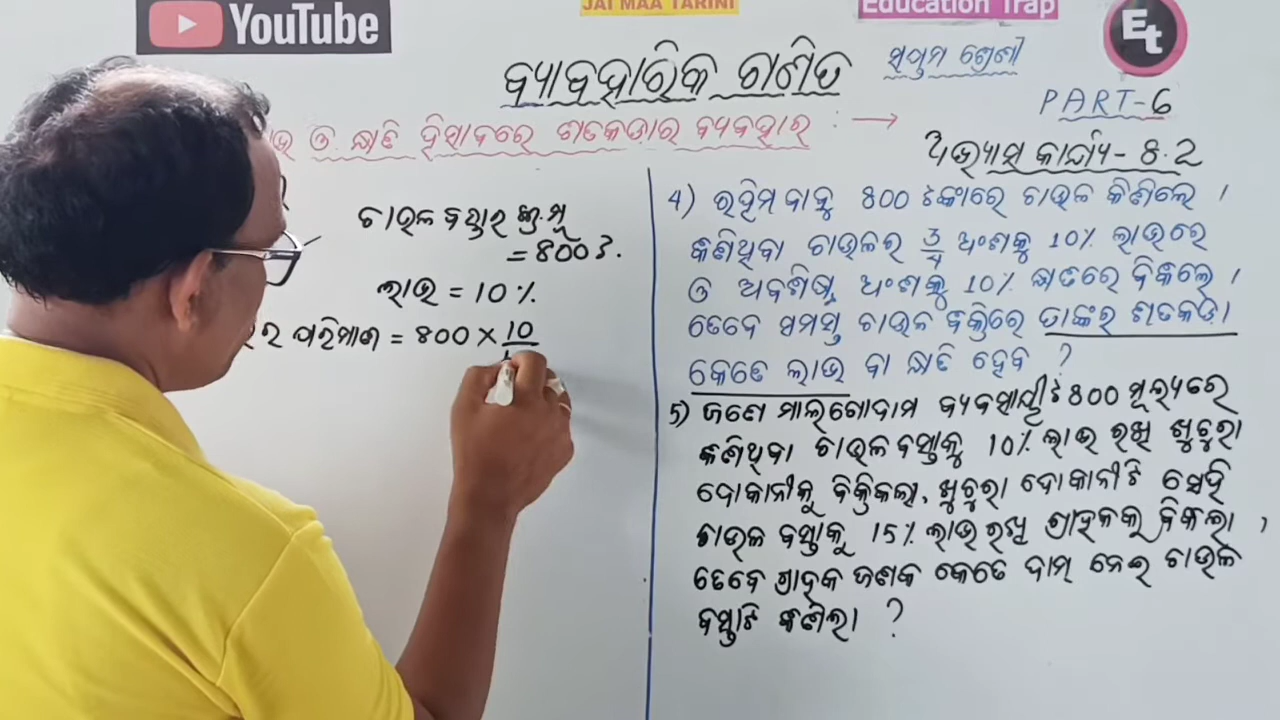 YouTube
JAI MAA TARINI
Education Trap
Et
ବ୍ୟାବହାରିକ ଗଣିତ
ସପ୍ତମ ଶ୍ରେଣୀ
PART-6
ଓ କ୍ଷତି ହିସାବରେ ଶତକଡ଼ାର ବ୍ୟବହାର : →
ଅଭ୍ୟାସ କାର୍ଯ୍ୟ - 8.2
ଚାଉଳ ବସ୍ତାର କ୍ର.ମୂ
= 800ଟ.
ଲାଭ = 10%
ର ପରିମାଣ = 800 × 10
4) ରହିମ ବାବୁ 800 ଟଙ୍କାରେ ଚାଉଳ କିଣିଲେ ।
କିଣିଥିବା ଚାଉଳର 3/4 ଅଂଶକୁ 10% ଲାଭରେ
ଓ ଅବଶିଷ୍ଟ ଅଂଶକୁ 10% କ୍ଷତିରେ ବିକିଲେ ।
ତେବେ ସମସ୍ତ ଚାଉଳ ବିକ୍ରିରେ ତାଙ୍କର ଶତକଡ଼ା
କେତେ ଲାଭ ବା କ୍ଷତି ହେବ ?
5) ଜଣେ ମାଲଗୋଦାମ ବ୍ୟବସାୟୀ ଟ 800 ମୂଲ୍ୟରେ
କିଣିଥିବା ଚାଉଳ ବସ୍ତାକୁ 10% ଲାଭ ରଖି ଖୁଚୁରା
ଦୋକାନୀକୁ ବିକ୍ରିକଲା, ଖୁଚୁରା ଦୋକାନୀଟି ସେହି
ଚାଉଳ ବସ୍ତାକୁ 15% ଲାଭ ରଖି ଗ୍ରାହକକୁ ବିକିଲା ,
ତେବେ ଗ୍ରାହକ ଜଣକ କେତେ ଦାମ୍ ନେଇ ଚାଉଳ
ବସ୍ତାଟି କିଣିଲା ?